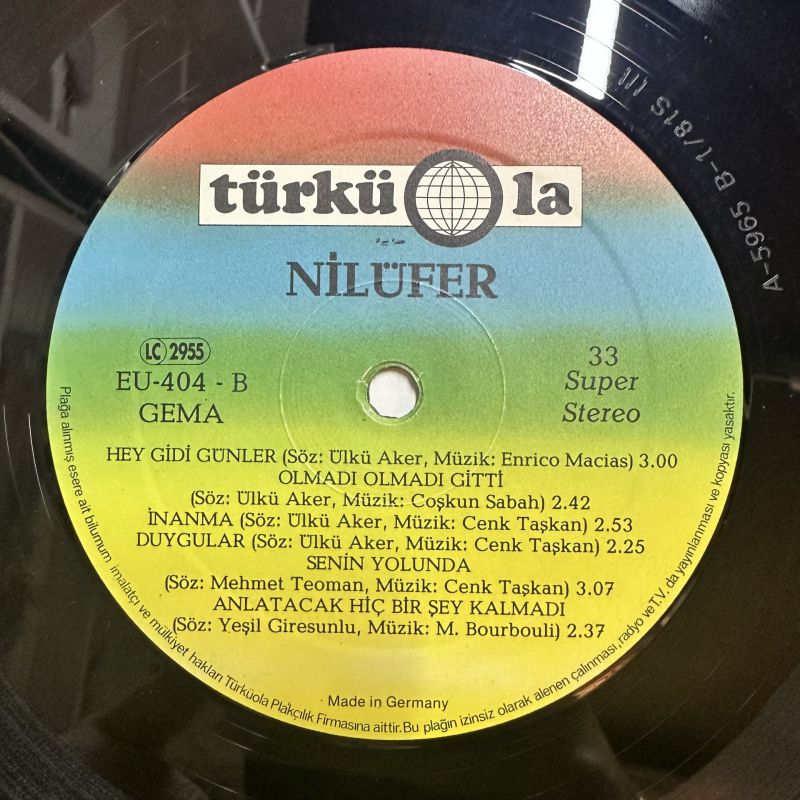 türküola
NİLÜFER
LC 2955
EU-404 - B
GEMA
33
Super
Stereo
HEY GİDİ GÜNLER (Söz: Ülkü Aker, Müzik: Enrico Macias) 3.00
OLMADI OLMADI GİTTİ
(Söz: Ülkü Aker, Müzik: Coşkun Sabah) 2.42
İNANMA (Söz: Ülkü Aker, Müzik: Cenk Taşkan) 2.53
DUYGULAR (Söz: Ülkü Aker, Müzik: Cenk Taşkan) 2.25
SENİN YOLUNDA
(Söz: Mehmet Teoman, Müzik: Cenk Taşkan) 3.07
ANLATACAK HİÇ BİR ŞEY KALMADI
(Söz: Yeşil Giresunlu, Müzik: M. Bourbouli) 2.37
Made in Germany
Plağa alınmış esere ait bilumum imalatçı ve mülkiyet hakları Türküola Plakçılık Firmasına aittir. Bu plağın izinsiz olarak alenen çalınması, radyo ve T.V. da yayınlanması ve kopyası yasaktır.
A-5965 B-1/81S III